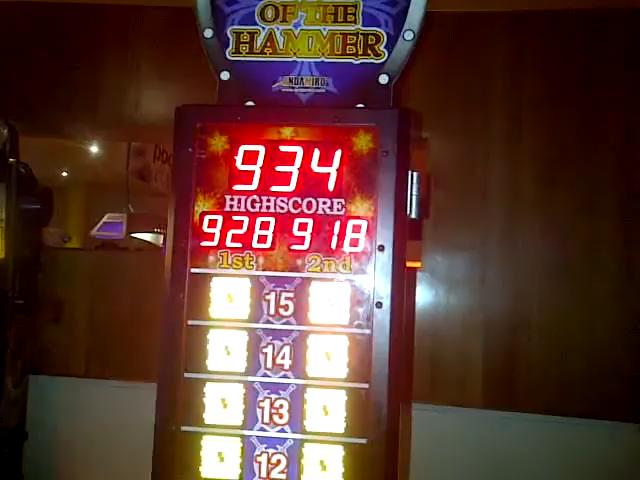 OF THE
HAMMER
934
HIGHSCORE
928 918
1st 2nd
15
14
13
12